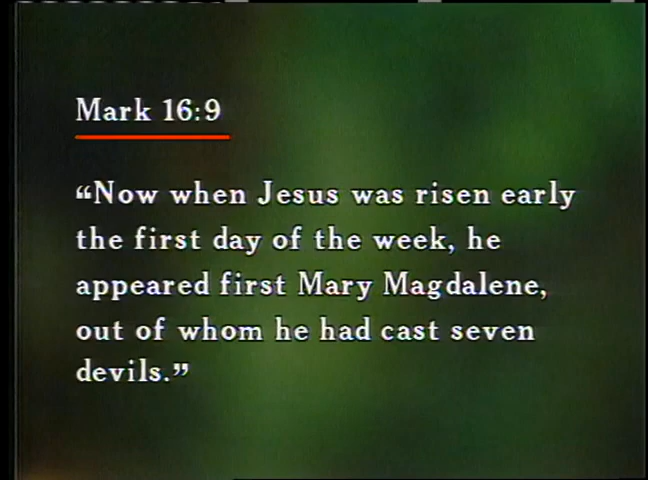 Mark 16:9
“Now when Jesus was risen early
the first day of the week, he
appeared first Mary Magdalene,
out of whom he had cast seven
devils.”